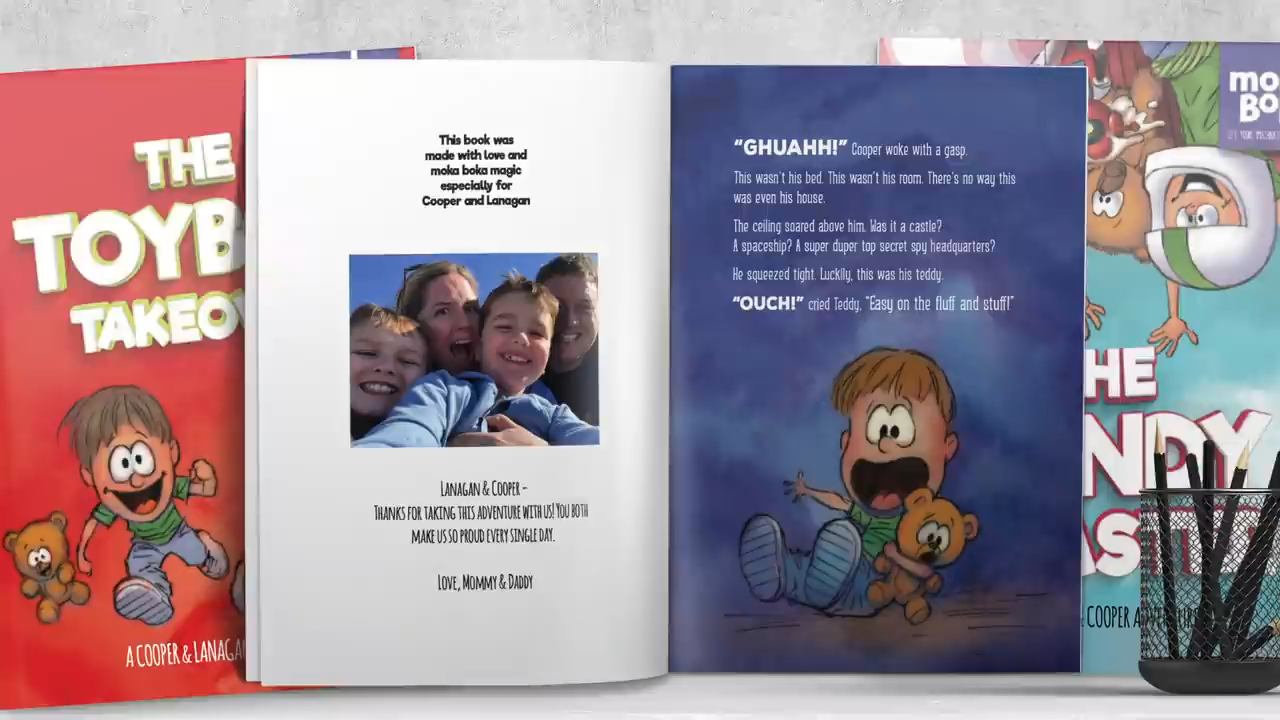 THE
TAKEO
A COOPER & LANAGAN
This book was
made with love and
moka boka magic
especially for
Cooper and Lanagan
LANAGAN & COOPER -
THANKS FOR TAKING THIS ADVENTURE WITH US! YOU BOTH
MAKE US SO PROUD EVERY SINGLE DAY.
LOVE, MOMMY & DADDY
“GHUAHH!” Cooper woke with a gasp.
This wasn't his bed. This wasn't his room. There's no way this
was even his house.
The ceiling soared above him. Was it a castle?
A spaceship? A super duper top secret spy headquarters?
He squeezed tight. Luckily, this was his teddy.
“OUCH!” cried Teddy, “Easy on the fluff and stuff!”
HE
NDY
& COOPER